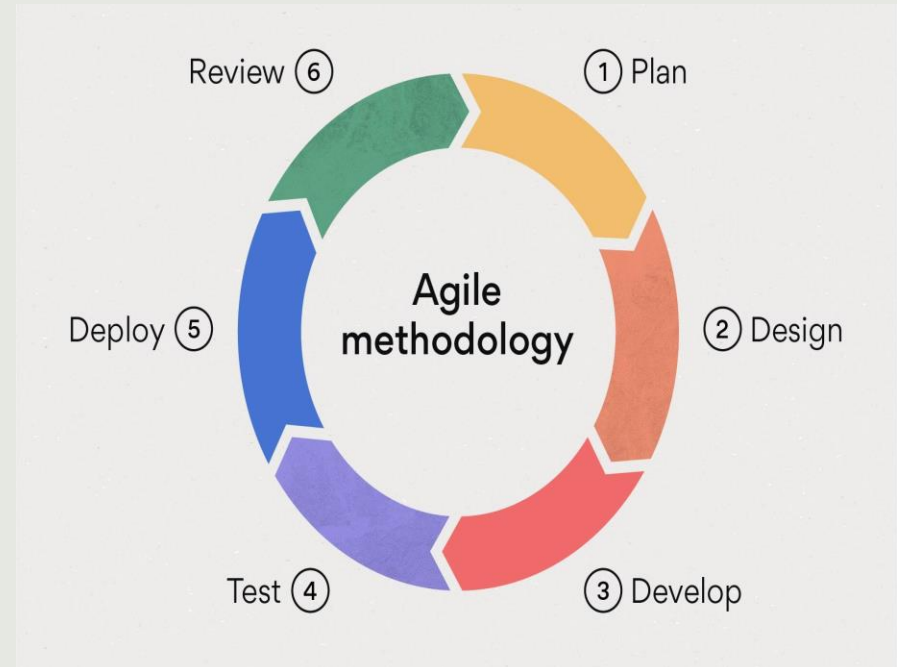 Review 6
1 Plan
Agile
methodology
Deploy 5
2 Design
Test 4
3 Develop